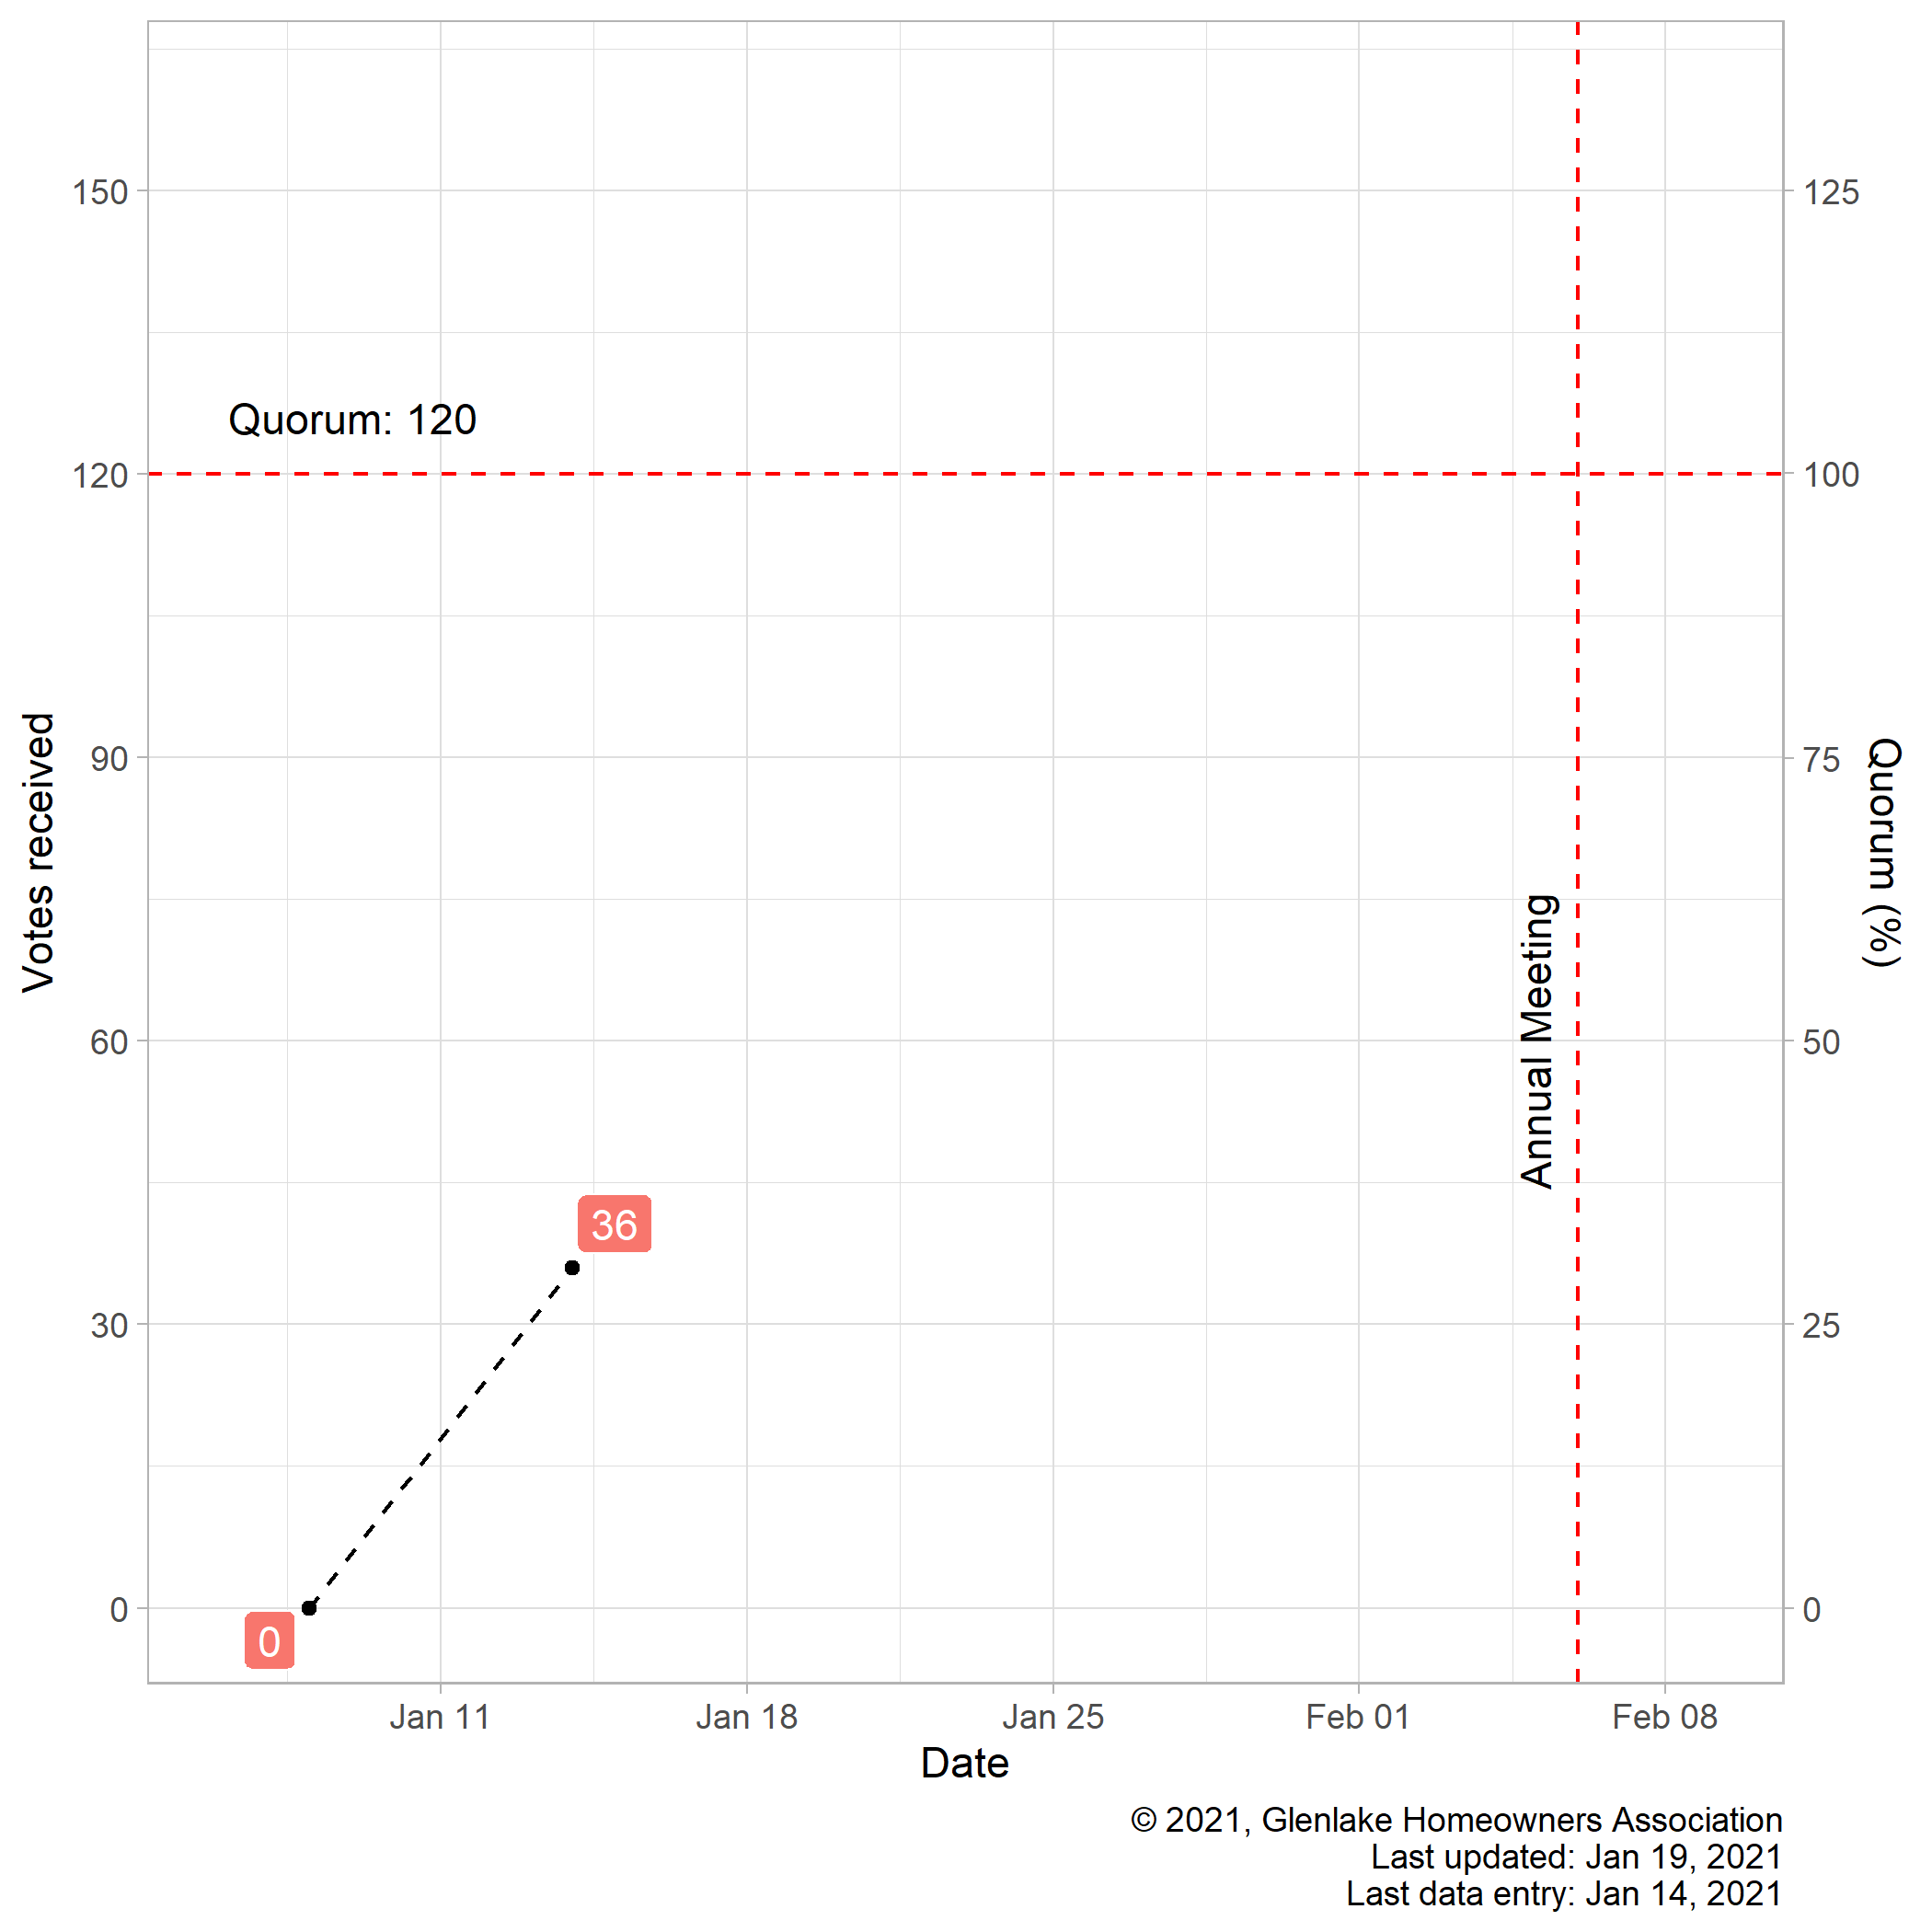 150
120
90
60
30
0
Votes received
Quorum: 120
36
0
Annual Meeting
125
100
75
50
25
0
Quorum (%)
Jan 11
Jan 18
Jan 25
Feb 01
Feb 08
Date
© 2021, Glenlake Homeowners Association
Last updated: Jan 19, 2021
Last data entry: Jan 14, 2021